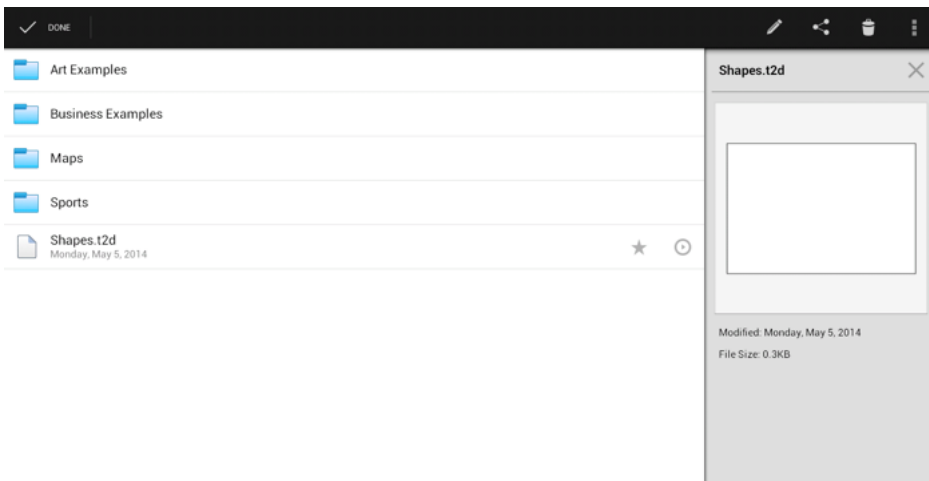 DONE
Art Examples
Business Examples
Maps
Sports
Shapes.t2d
Monday, May 5, 2014
Shapes.t2d
Modified: Monday, May 5, 2014
File Size: 0.3KB